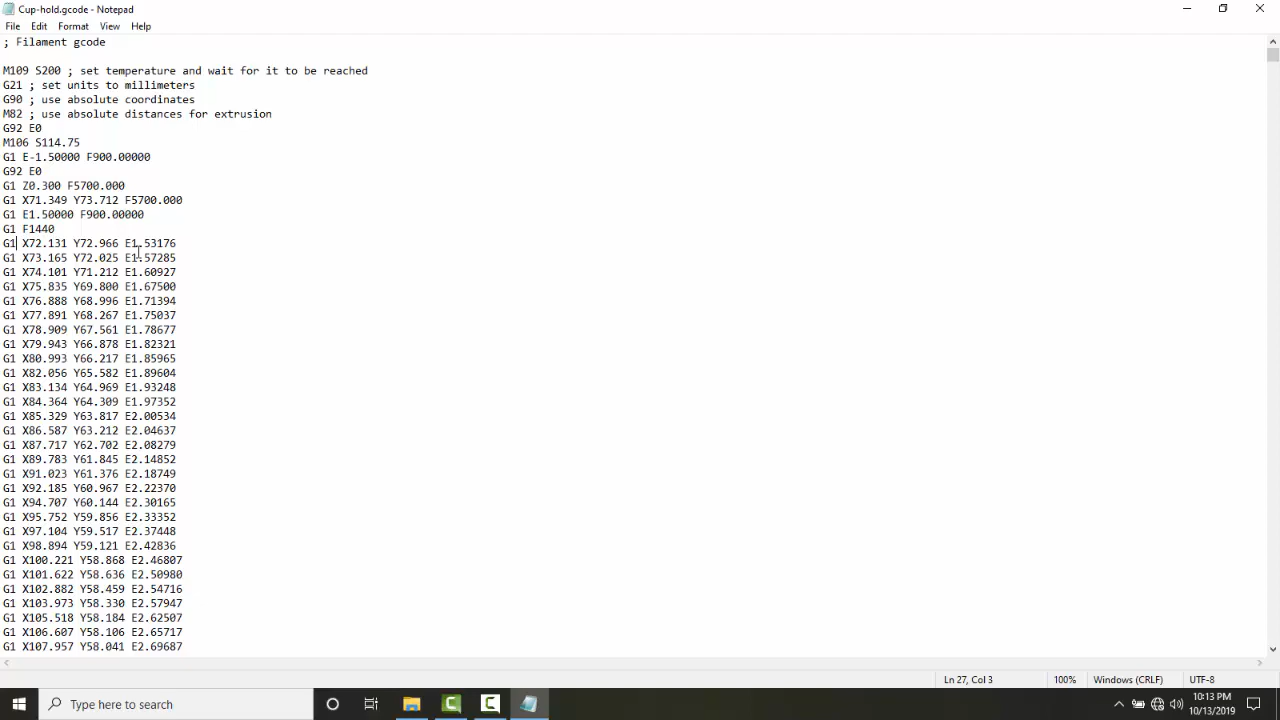 Cup-hold.gcode - Notepad
File Edit Format View Help
; Filament gcode
M109 S200 ; set temperature and wait for it to be reached
G21 ; set units to millimeters
G90 ; use absolute coordinates
M82 ; use absolute distances for extrusion
G92 E0
M106 S114.75
G1 E-1.50000 F900.00000
G92 E0
G1 Z0.300 F5700.000
G1 X71.349 Y73.712 F5700.000
G1 E1.50000 F900.00000
G1 F1440
G1 X72.131 Y72.966 E1.53176
G1 X73.165 Y72.025 E1.57285
G1 X74.101 Y71.212 E1.60927
G1 X75.835 Y69.800 E1.67500
G1 X76.888 Y68.996 E1.71394
G1 X77.891 Y68.267 E1.75037
G1 X78.909 Y67.561 E1.78677
G1 X79.943 Y66.878 E1.82321
G1 X80.993 Y66.217 E1.85965
G1 X82.056 Y65.582 E1.89604
G1 X83.134 Y64.969 E1.93248
G1 X84.364 Y64.309 E1.97352
G1 X85.329 Y63.817 E2.00534
G1 X86.587 Y63.212 E2.04637
G1 X87.717 Y62.702 E2.08279
G1 X89.783 Y61.845 E2.14852
G1 X91.023 Y61.376 E2.18749
G1 X92.185 Y60.967 E2.22370
G1 X94.707 Y60.144 E2.30165
G1 X95.752 Y59.856 E2.33352
G1 X97.104 Y59.517 E2.37448
G1 X98.894 Y59.121 E2.42836
G1 X100.221 Y58.868 E2.46807
G1 X101.622 Y58.636 E2.50980
G1 X102.882 Y58.459 E2.54716
G1 X103.973 Y58.330 E2.57947
G1 X105.518 Y58.184 E2.62507
G1 X106.607 Y58.106 E2.65717
G1 X107.957 Y58.041 E2.69687
Ln 27, Col 3 100% Windows (CRLF) UTF-8
Type here to search
10:13 PM
10/13/2019